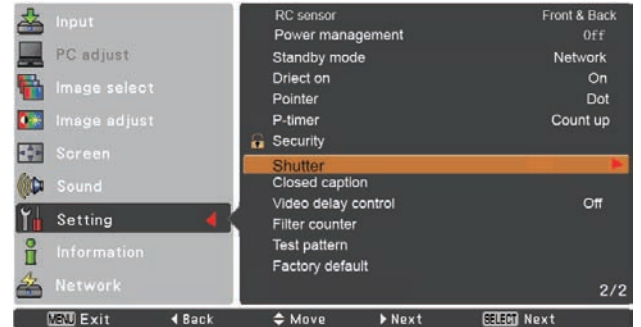 Input
PC adjust
Image select
Image adjust
Screen
Sound
Setting
Information
Network
RC sensor Front & Back
Power management Off
Standby mode Network
Driect on On
Pointer Dot
P-timer Count up
Security
Shutter
Closed caption
Video delay control Off
Filter counter
Test pattern
Factory default
2/2
MENU Exit Back Move Next SELECT Next